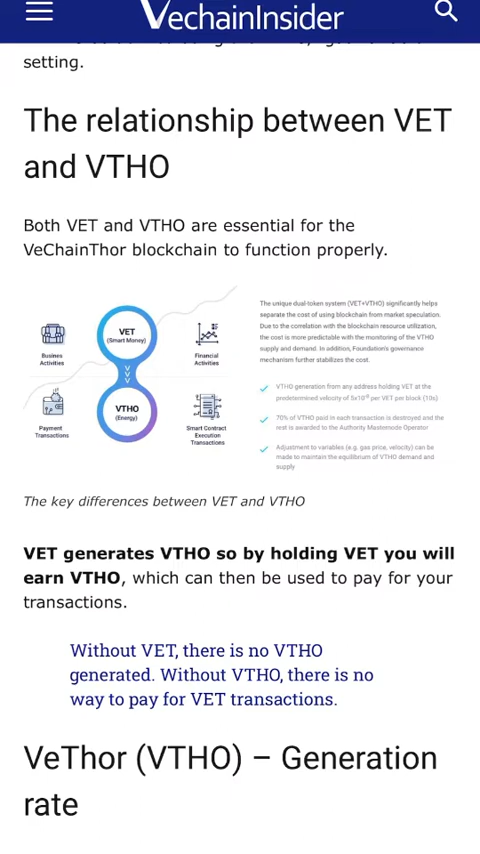 VechainInsider
setting.
The relationship between VET
and VTHO
Both VET and VTHO are essential for the
VeChainThor blockchain to function properly.
Busines
Activities
VET
(Smart Money)
Financial
Activities
Payment
Transactions
VTHO
(Energy)
Smart Contract
Execution
Transactions
The unique dual-token system (VET+VTHO) significantly helps
separate the cost of using blockchain from market speculation.
Due to the correlation with the blockchain resource utilization,
the cost is more predictable with the monitoring of the VTHO
supply and demand. In addition, Foundation's governance
mechanism further stabilizes the cost.
VTHO generation from any address holding VET at the
predetermined velocity of 5x10⁻⁸ per VET per block (10s)
70% of VTHO paid in each transaction is destroyed and the
rest is awarded to the Authority Masternode Operator
Adjustment to variables (e.g. gas price, velocity) can be
made to maintain the equilibrium of VTHO demand and
supply
The key differences between VET and VTHO
VET generates VTHO so by holding VET you will
earn VTHO, which can then be used to pay for your
transactions.
Without VET, there is no VTHO
generated. Without VTHO, there is no
way to pay for VET transactions.
VeThor (VTHO) – Generation
rate